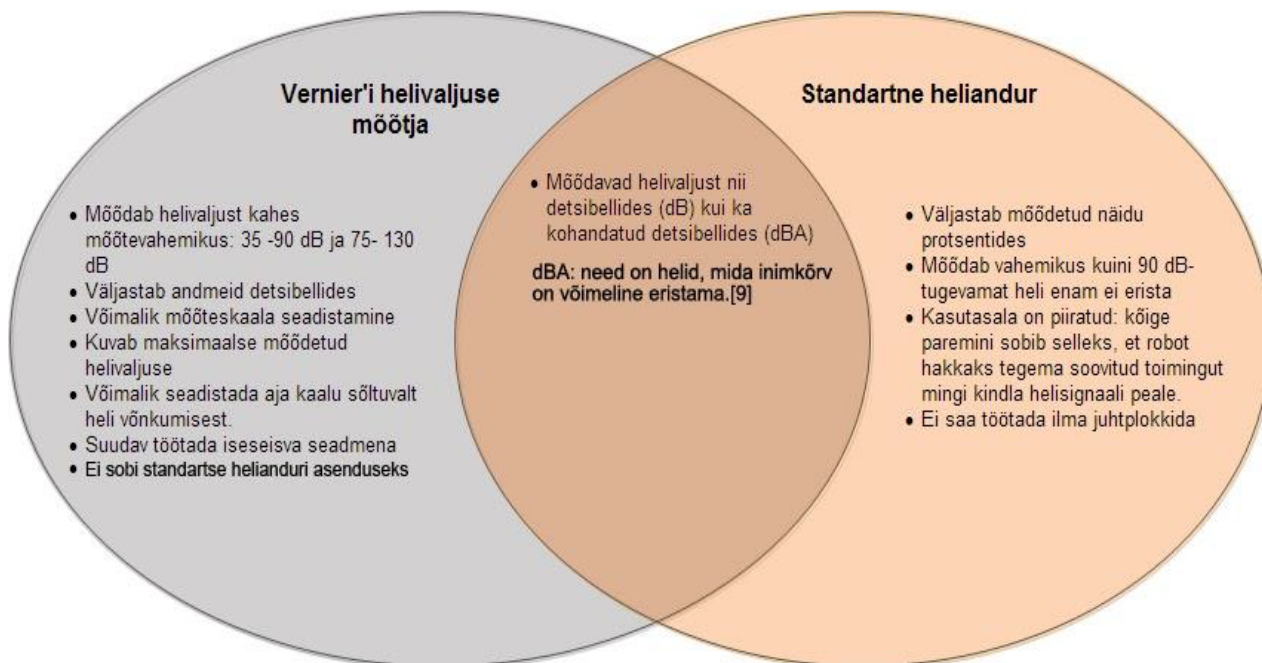 Vernier'i helivaljuse
mõõtja
• Mõõdab helivaljust kahes
mõõtevahemikus: 35 -90 dB ja 75- 130
dB
• Väljastab andmeid detsibellides
• Võimalik mõõteskaala seadistamine
• Kuvab maksimaalse mõõdetud
helivaljuse
• Võimalik seadistada aja kaalu sõltuvalt
heli võnkumisest.
• Suudav töötada iseseisva seadmena
• Ei sobi standartse helianduri asenduseks
• Mõõdavad helivaljust nii
detsibellides (dB) kui ka
kohandatud detsibellides (dBA)
dBA: need on helid, mida inimkõrv
on võimeline eristama.[9]
Standartne heliandur
• Väljastab mõõdetud näidu
protsentides
• Mõõdab vahemikus kuini 90 dB-
tugevamat heli enam ei erista
• Kasutasala on piiratud: kõige
paremini sobib selleks, et robot
hakkaks tegema soovitud toimingut
mingi kindla helisignaali peale.
• Ei saa töötada ilma juhtplokkida